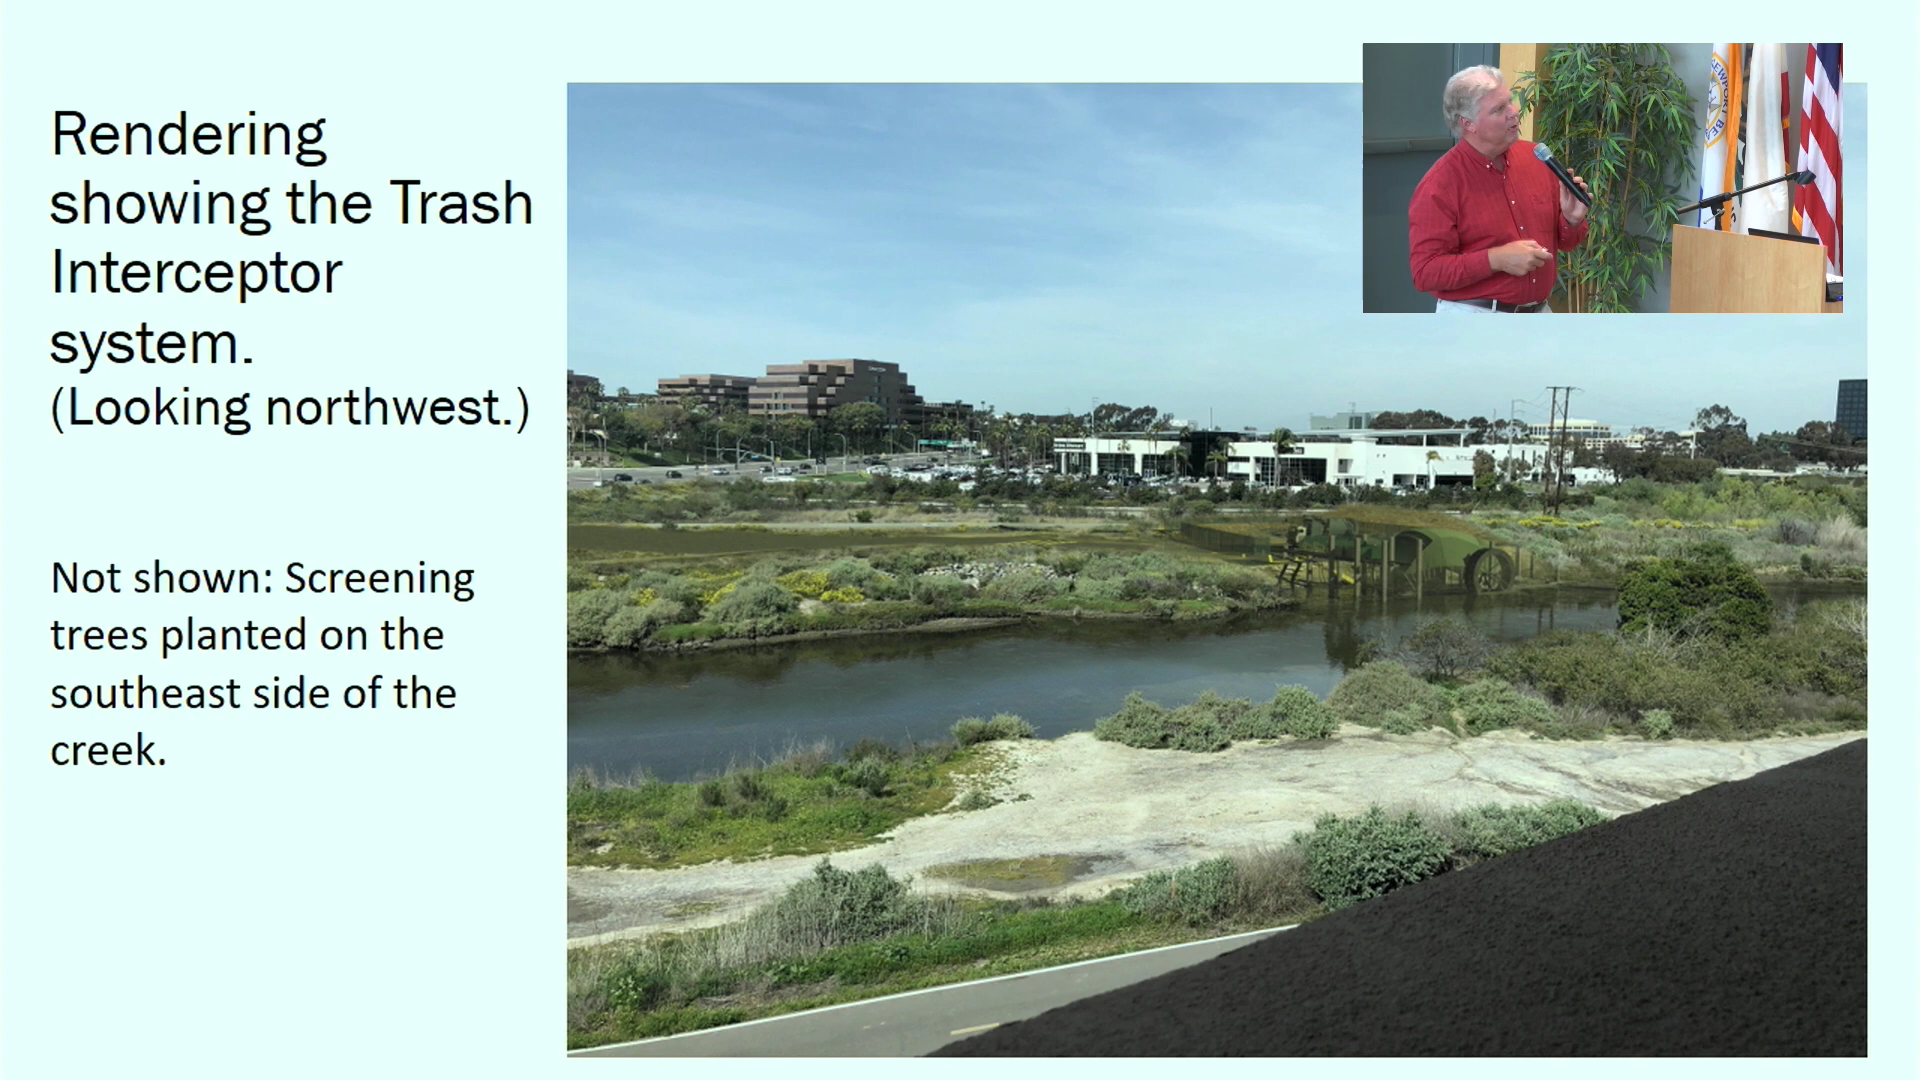 Rendering
showing the Trash
Interceptor
system.
(Looking northwest.)
Not shown: Screening
trees planted on the
southeast side of the
creek.